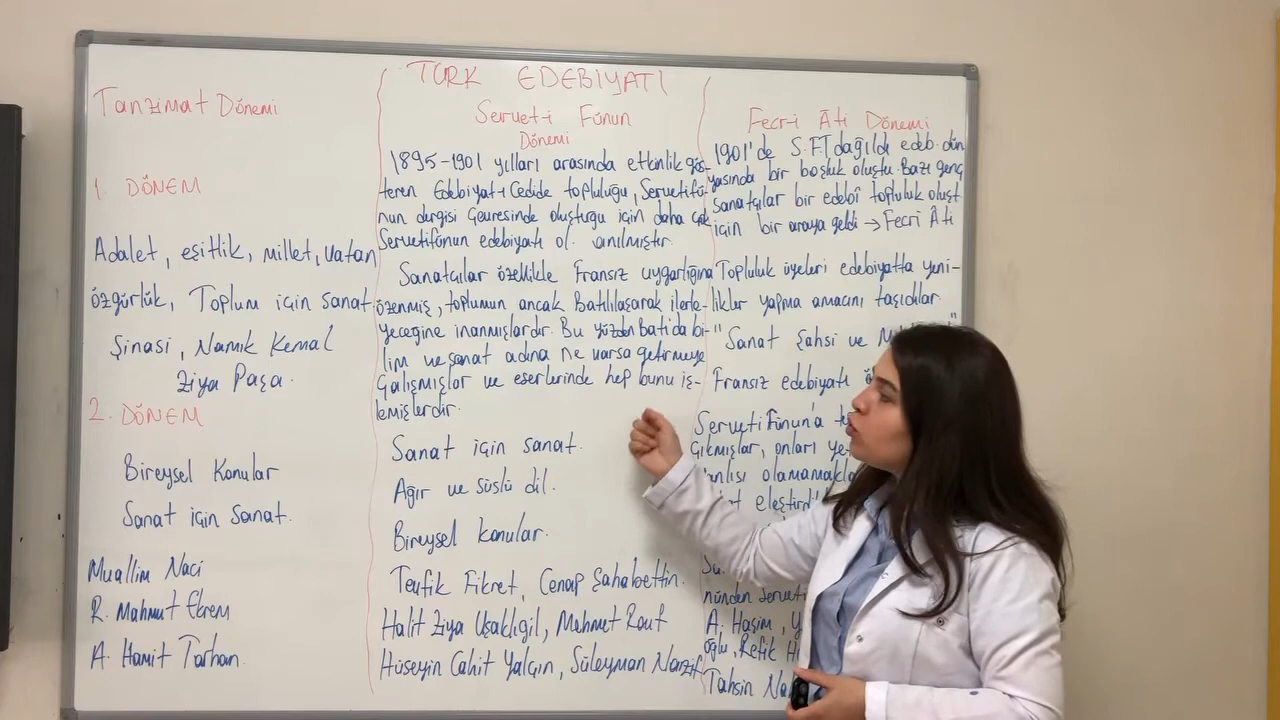 TÜRK EDEBİYATI
Tanzimat Dönemi
1. DÖNEM
Adalet, eşitlik, millet, vatan
özgürlük, Toplum için sanat
Şinasi, Namık Kemal
Ziya Paşa.
2. DÖNEM
Bireysel Konular
Sanat için Sanat.
Muallim Naci
R. Mahmut Ekrem
A. Hamit Tarhan.
Servet-i Fünun
Dönemi
1895-1901 yılları arasında etkinlik gös-
teren Edebiyat-ı Cedide topluluğu, Servetifü-
nun dergisi Çevresinde oluştuğu için daha çok
Servetifünun edebiyatı ol. anılmıştır.
Sanatçılar özellikle Fransız uygarlığına
özenmiş, toplumun ancak Batılılaşarak ilerle-
yeceğine inanmışlardır. Bu yüzden Batıda bi-
lim ve sanat adına ne varsa getirmeye
Çalışmışlar ve eserlerinde hep bunu iş-
lemişlerdir.
Sanat için sanat.
Ağır ve süslü dil.
Bireysel konular.
Tevfik Fikret, Cenap Şahabettin.
Halit Ziya Uşaklıgil, Mehmet Rauf
Hüseyin Cahit Yalçın, Süleyman Nazif
Fecr-i Âti Dönemi
1901'de S.F.T dağıldı edeb. dün
yasında bir boşluk oluştu. Bazı genç
sanatçılar bir edebî topluluk oluşt
için bir araya geldi → Fecri Âti
Topluluk üyeleri edebiyatta yeni-
likler yapma amacını taşıdılar.
"Sanat Şahsi ve
Fransız edebiyatı
Serveti Fünun'a
Çıkmışlar, onları
olamamakla
eleştirdi
nünden Serveti
A. Haşim,
oğlu, Refik
Tahsin